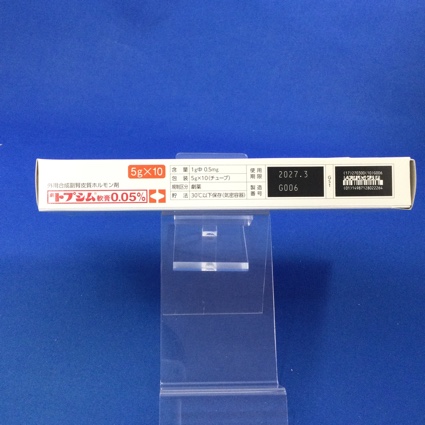 5g×10
外用合成副腎皮質ホルモン剤
トプシム軟膏0.05%
含 量 1g中 0.5mg
包 装 5g×10(チューブ)
規制区分 劇薬
貯 法 30℃以下保存(気密容器)
使用期限 2027.3
製造番号 G006